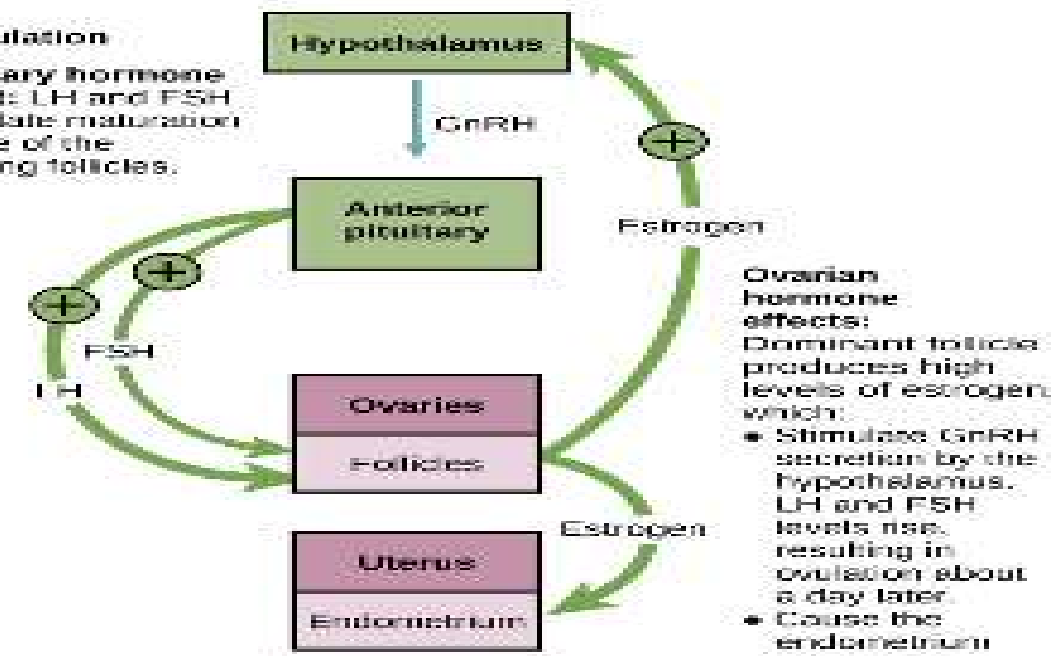 ulation
ary hormone
t: LH and FSH
late maturation
e of the
ng follicles.
Hypothalamus
GnRH
Anterior
pituitary
FSH
LH
Estrogen
Ovaries
Follicles
Estrogen
Uterus
Endometrium
Ovarian
hormone
effects:
Dominant follicle
produces high
levels of estrogen,
which:
• Stimulate GnRH
secretion by the
hypothalamus.
LH and FSH
levels rise,
resulting in
ovulation about
a day later.
• Cause the
endometrium